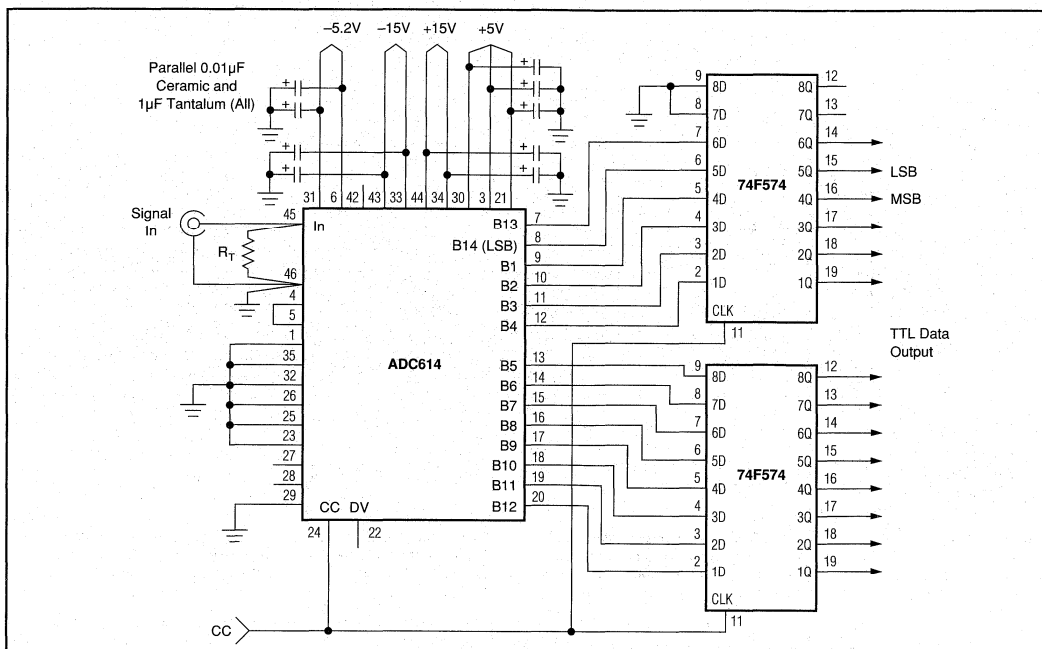 –5.2V –15V +15V +5V
Parallel 0.01µF
Ceramic and
1µF Tantalum (All)
+ +
+ +
+
+ +
+ +
31 6 42 43 33 44 34 30 3 21
Signal
In
45
In
R_T
46
4
5
1
35
32
26
25
23
27
28
29
ADC614
CC DV
24 22
CC
B13 7
B14 (LSB) 8
B1 9
B2 10
B3 11
B4 12
B5 13
B6 14
B7 15
B8 16
B9 17
B10 18
B11 19
B12 20
9 8D 8Q 12
8 7D 7Q 13
7 6D 6Q 14
6 5D 5Q 15 LSB
74F574
5 4D 4Q 16 MSB
4 3D 3Q 17
3 2D 2Q 18
2 1D 1Q 19
CLK
11
TTL Data
Output
9 8D 8Q 12
8 7D 7Q 13
7 6D 6Q 14
6 5D 5Q 15
74F574
5 4D 4Q 16
4 3D 3Q 17
3 2D 2Q 18
2 1D 1Q 19
CLK
11